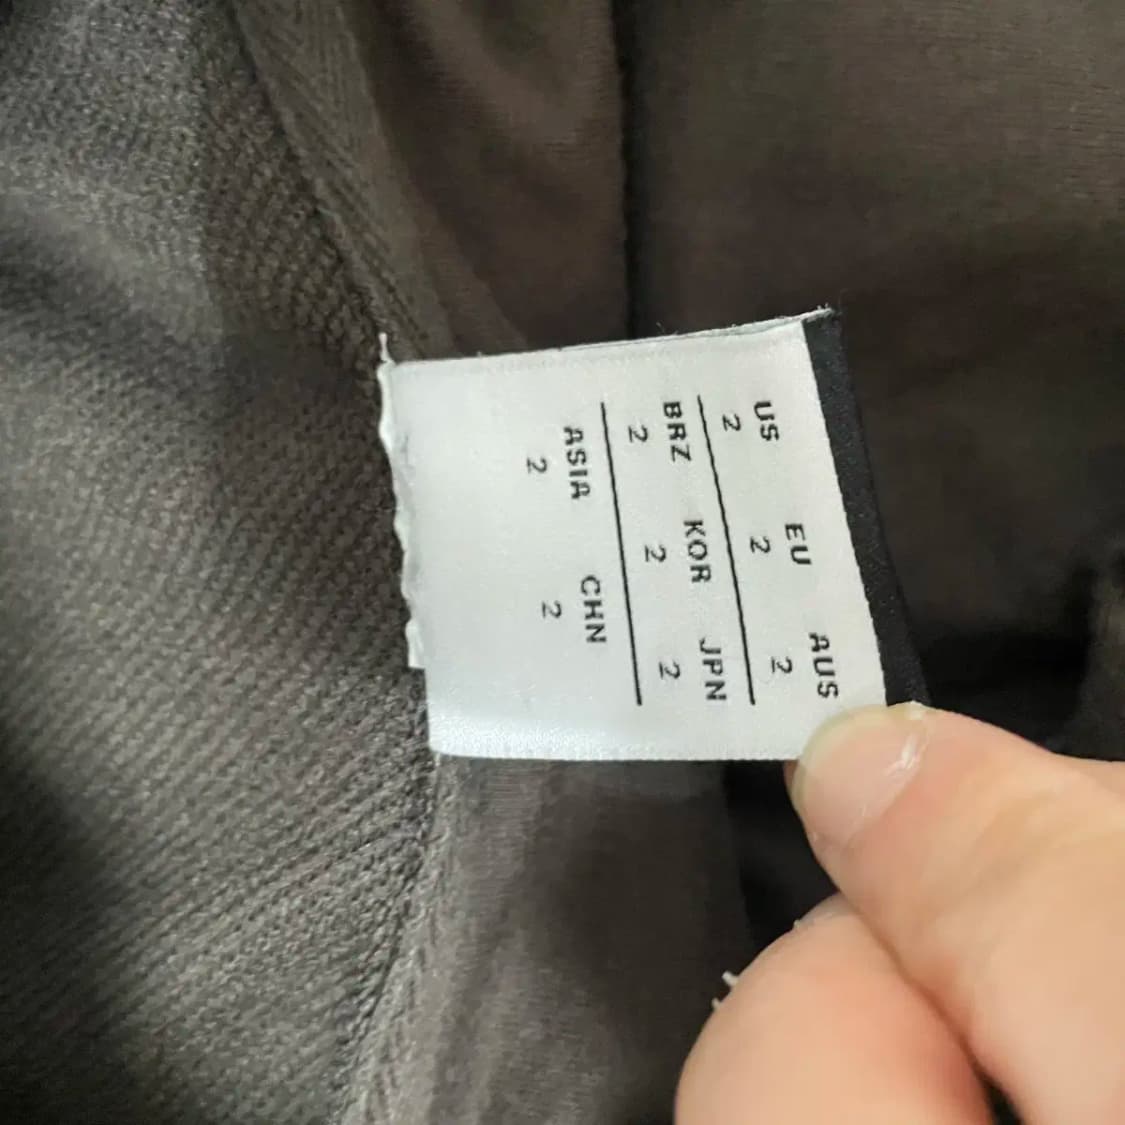 US EU AUS
2 2 2
BRZ KOR JPN
2 2 2
ASIA CHN
2 2